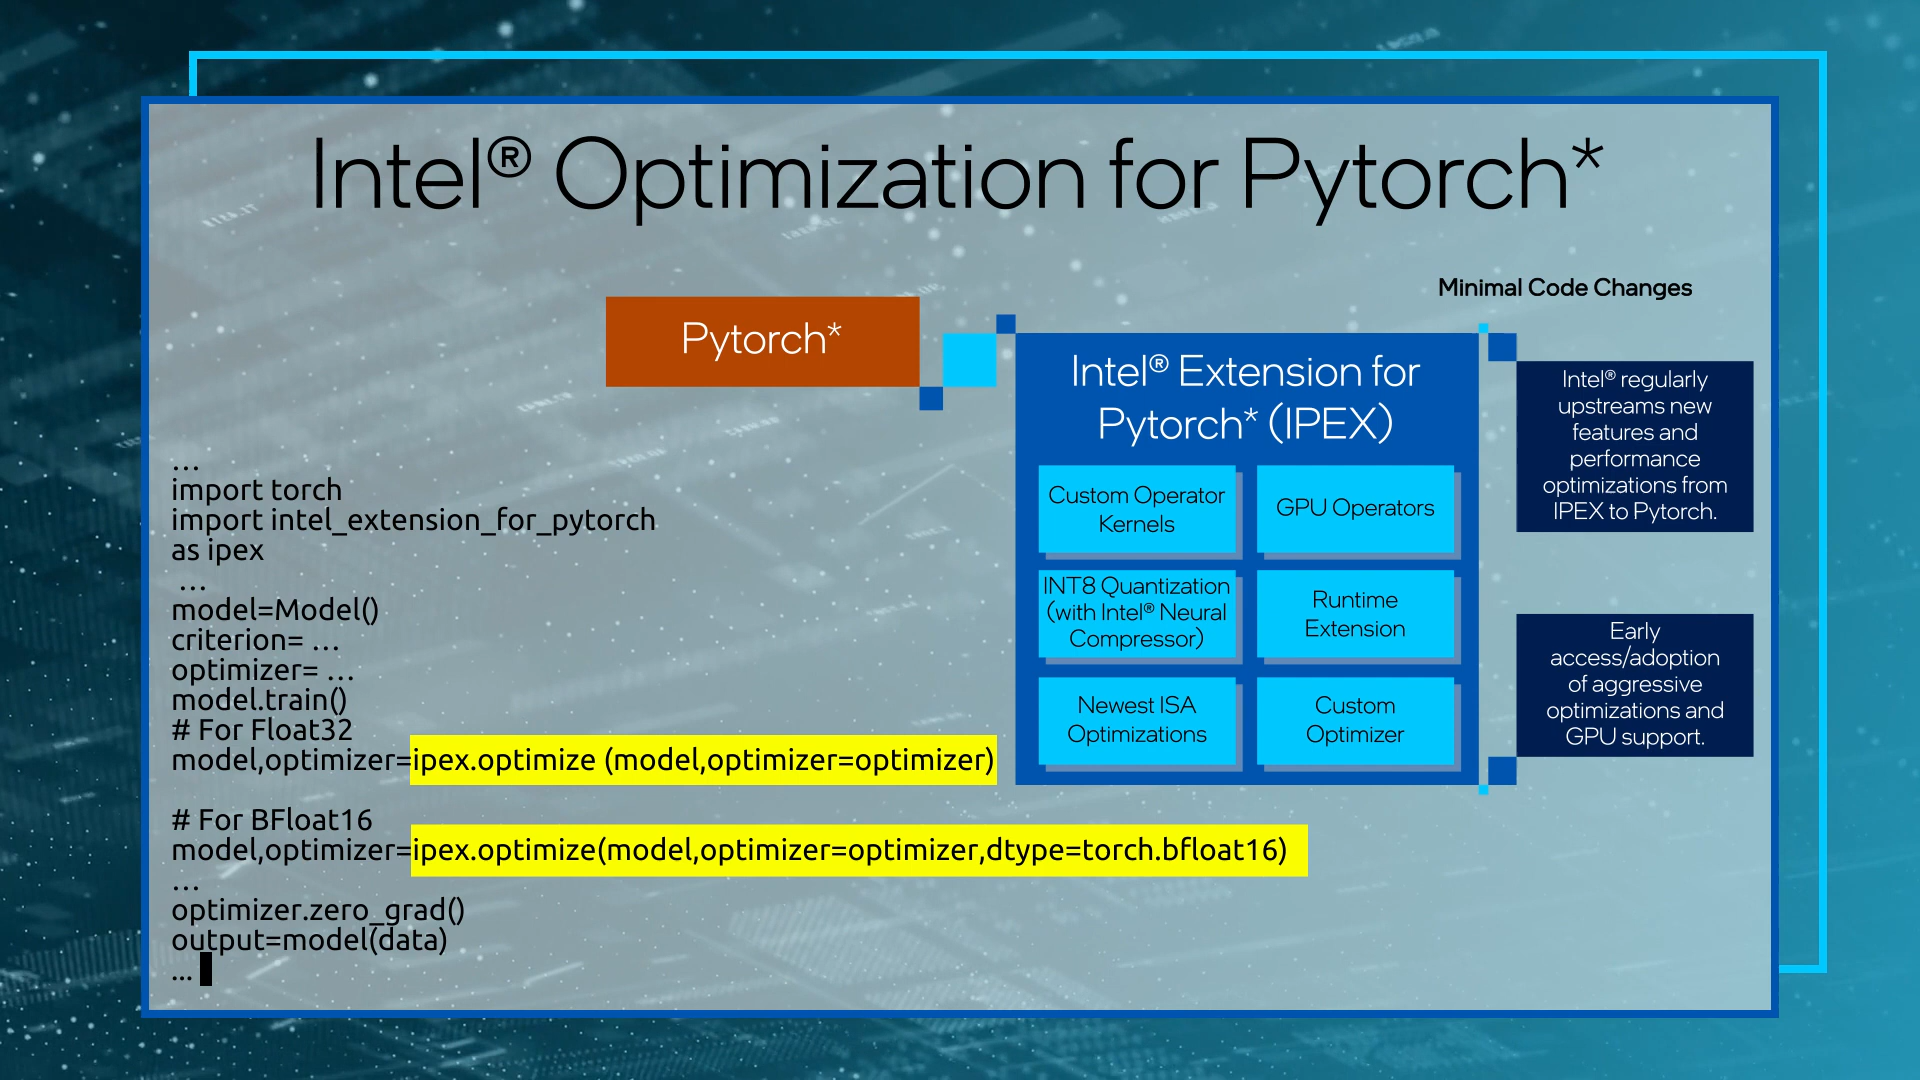 Intel® Optimization for Pytorch*
Minimal Code Changes
Pytorch*
Intel® Extension for
Pytorch* (IPEX)
Custom Operator
Kernels
GPU Operators
INT8 Quantization
(with Intel® Neural
Compressor)
Runtime
Extension
Newest ISA
Optimizations
Custom
Optimizer
Intel® regularly
upstreams new
features and
performance
optimizations from
IPEX to Pytorch.
Early
access/adoption
of aggressive
optimizations and
GPU support.
...
import torch
import intel_extension_for_pytorch
as ipex
...
model=Model()
criterion= ...
optimizer= ...
model.train()
# For Float32
model,optimizer=ipex.optimize (model,optimizer=optimizer)
# For BFloat16
model,optimizer=ipex.optimize(model,optimizer=optimizer,dtype=torch.bfloat16)
...
optimizer.zero_grad()
output=model(data)
...